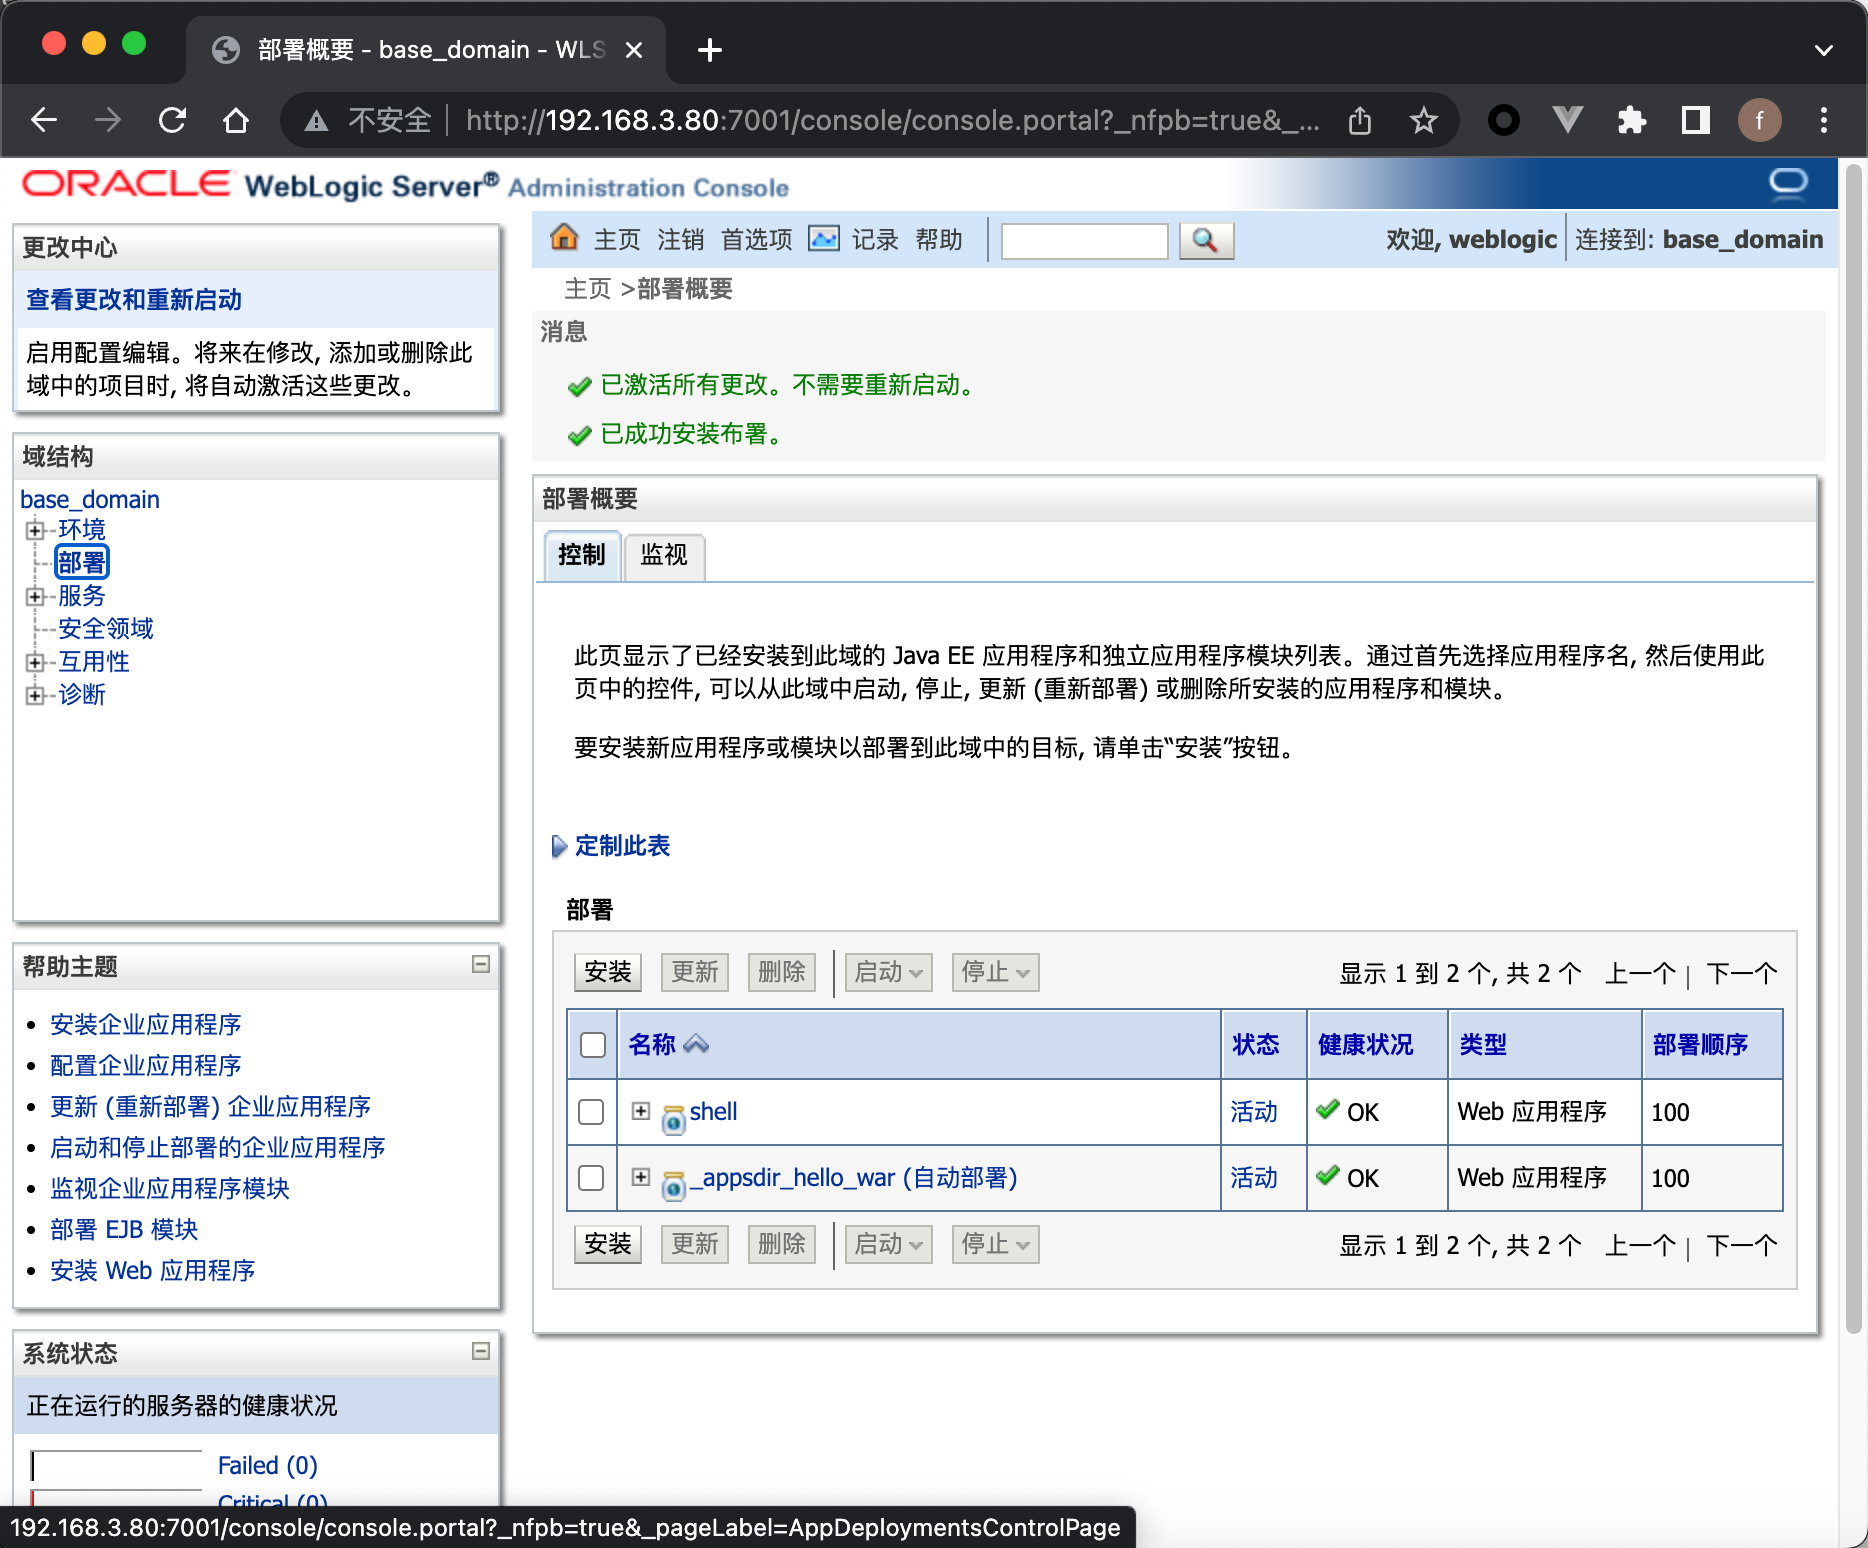 部署概要 - base_domain - WLS
不安全 | http://192.168.3.80:7001/console/console.portal?_nfpb=true&_...
f
ORACLE WebLogic Server® Administration Console
更改中心
查看更改和重新启动
启用配置编辑。将来在修改, 添加或删除此
域中的项目时, 将自动激活这些更改。
域结构
base_domain
环境
部署
服务
安全领域
互用性
诊断
帮助主题
安装企业应用程序
配置企业应用程序
更新 (重新部署) 企业应用程序
启动和停止部署的企业应用程序
监视企业应用程序模块
部署 EJB 模块
安装 Web 应用程序
系统状态
正在运行的服务器的健康状况
Failed (0)
Critical (0)
主页 注销 首选项 记录 帮助
欢迎, weblogic 连接到: base_domain
主页 >部署概要
消息
已激活所有更改。不需要重新启动。
已成功安装布署。
部署概要
控制 监视
此页显示了已经安装到此域的 Java EE 应用程序和独立应用程序模块列表。通过首先选择应用程序名, 然后使用此
页中的控件, 可以从此域中启动, 停止, 更新 (重新部署) 或删除所安装的应用程序和模块。
要安装新应用程序或模块以部署到此域中的目标, 请单击“安装”按钮。
定制此表
部署
安装 更新 删除 启动 停止 显示 1 到 2 个, 共 2 个 上一个 | 下一个
名称 状态 健康状况 类型 部署顺序
shell 活动 OK Web 应用程序 100
_appsdir_hello_war (自动部署) 活动 OK Web 应用程序 100
安装 更新 删除 启动 停止 显示 1 到 2 个, 共 2 个 上一个 | 下一个
192.168.3.80:7001/console/console.portal?_nfpb=true&_pageLabel=AppDeploymentsControlPage